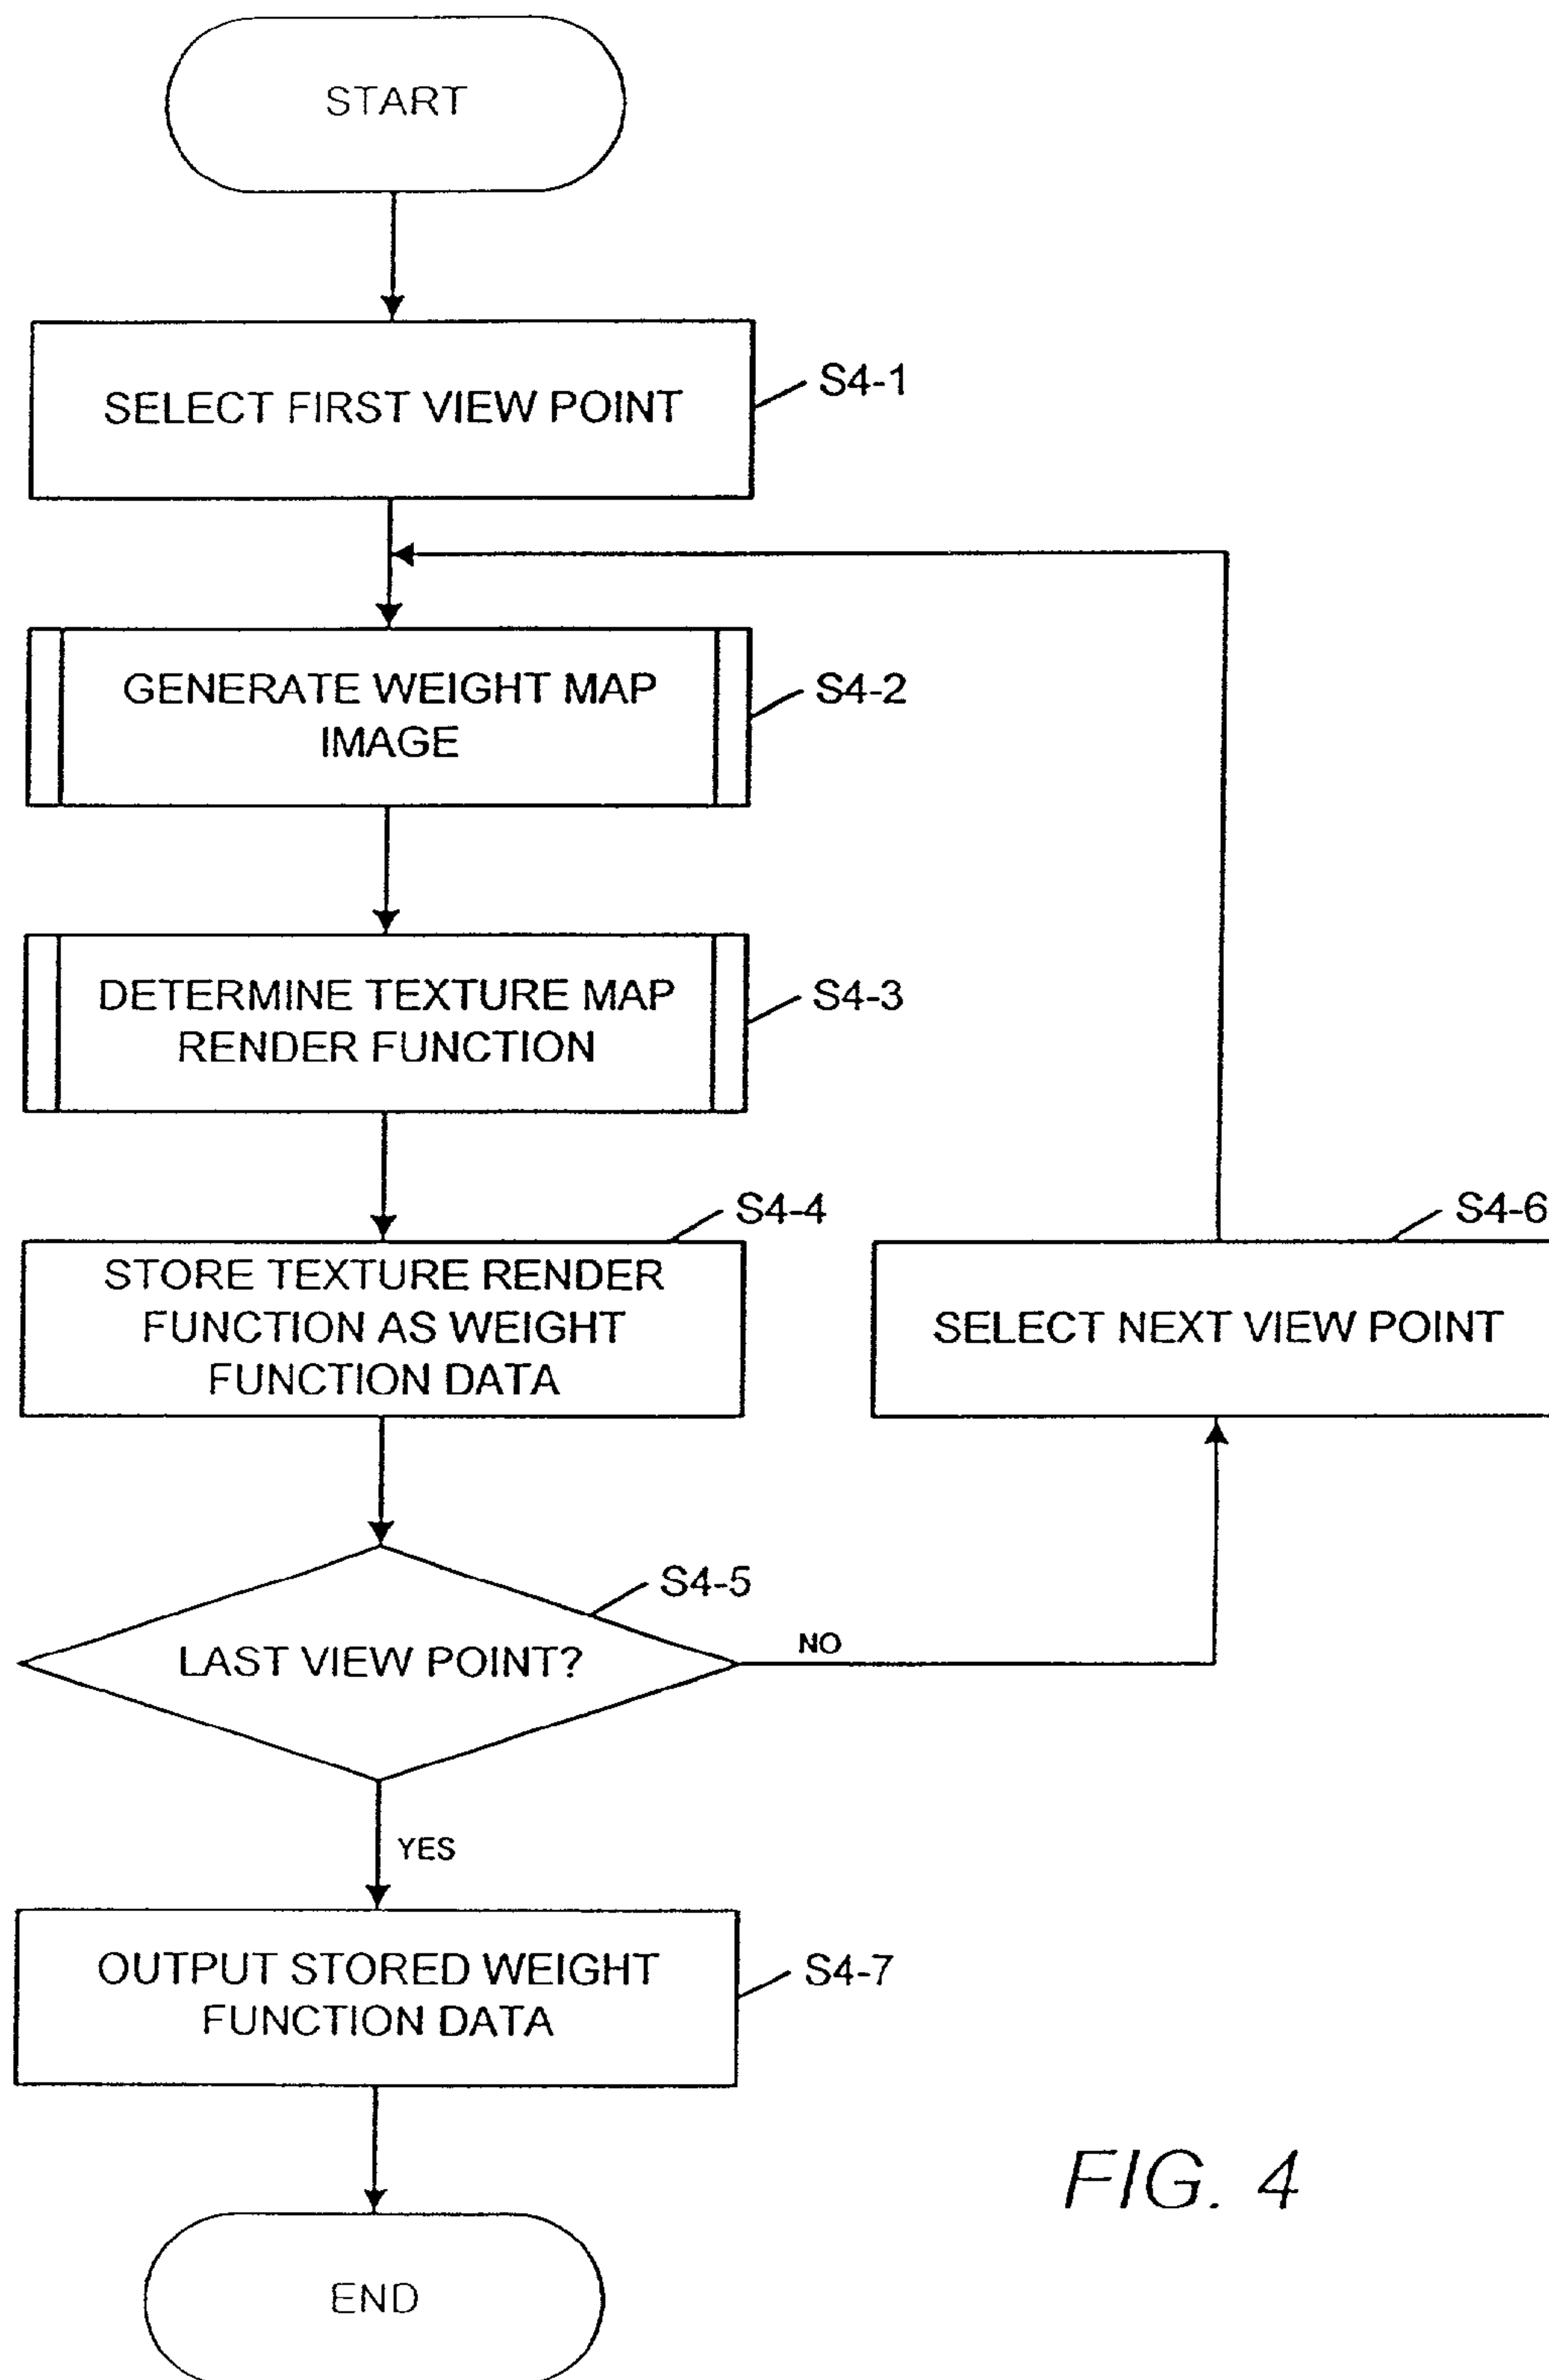 START
SELECT FIRST VIEW POINT
S4-1
GENERATE WEIGHT MAP
IMAGE
S4-2
DETERMINE TEXTURE MAP
RENDER FUNCTION
S4-3
S4-4
STORE TEXTURE RENDER
FUNCTION AS WEIGHT
FUNCTION DATA
S4-6
SELECT NEXT VIEW POINT
S4-5
LAST VIEW POINT?
NO
YES
OUTPUT STORED WEIGHT
FUNCTION DATA
S4-7
FIG. 4
END